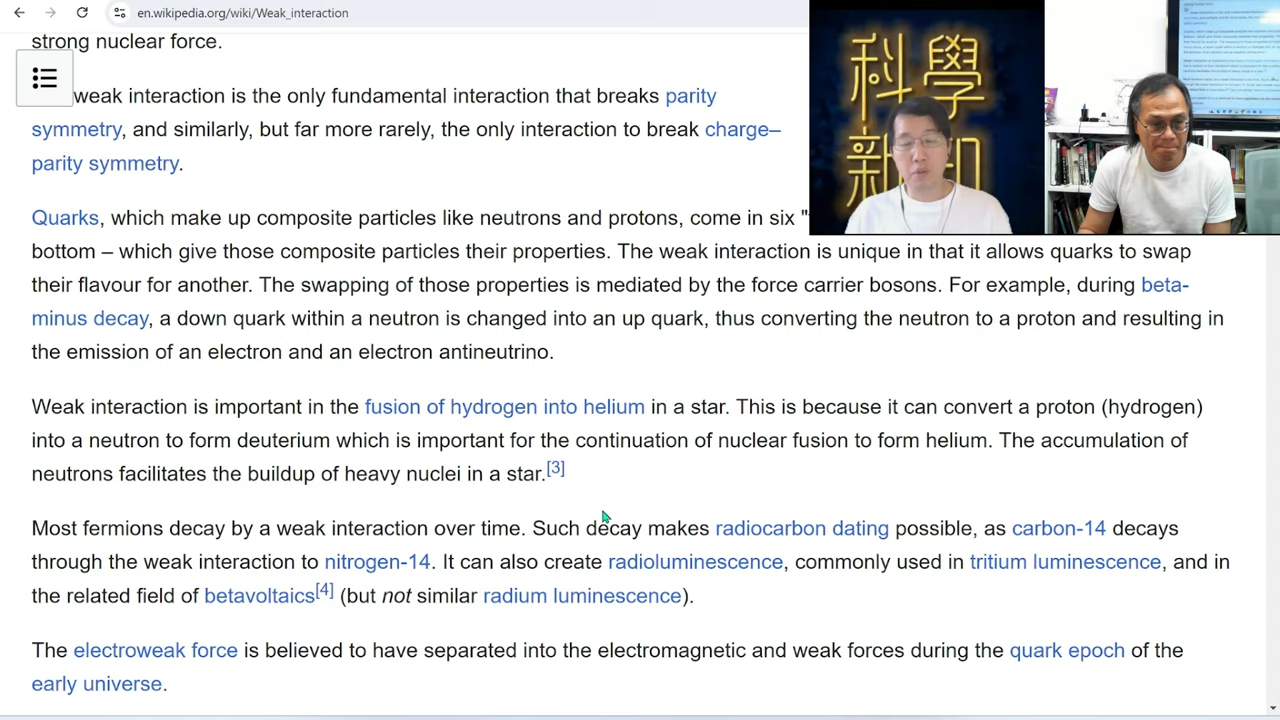 en.wikipedia.org/wiki/Weak_interaction
strong nuclear force.
weak interaction is the only fundamental that breaks parity
symmetry, and similarly, but far more rarely, the only interaction to break charge–
parity symmetry.
Quarks, which make up composite particles like neutrons and protons, come in six "
bottom – which give those composite particles their properties. The weak interaction is unique in that it allows quarks to swap
their flavour for another. The swapping of those properties is mediated by the force carrier bosons. For example, during beta-
minus decay, a down quark within a neutron is changed into an up quark, thus converting the neutron to a proton and resulting in
the emission of an electron and an electron antineutrino.
Weak interaction is important in the fusion of hydrogen into helium in a star. This is because it can convert a proton (hydrogen)
into a neutron to form deuterium which is important for the continuation of nuclear fusion to form helium. The accumulation of
neutrons facilitates the buildup of heavy nuclei in a star.[3]
Most fermions decay by a weak interaction over time. Such decay makes radiocarbon dating possible, as carbon-14 decays
through the weak interaction to nitrogen-14. It can also create radioluminescence, commonly used in tritium luminescence, and in
the related field of betavoltaics[4] (but not similar radium luminescence).
The electroweak force is believed to have separated into the electromagnetic and weak forces during the quark epoch of the
early universe.
科學
新知